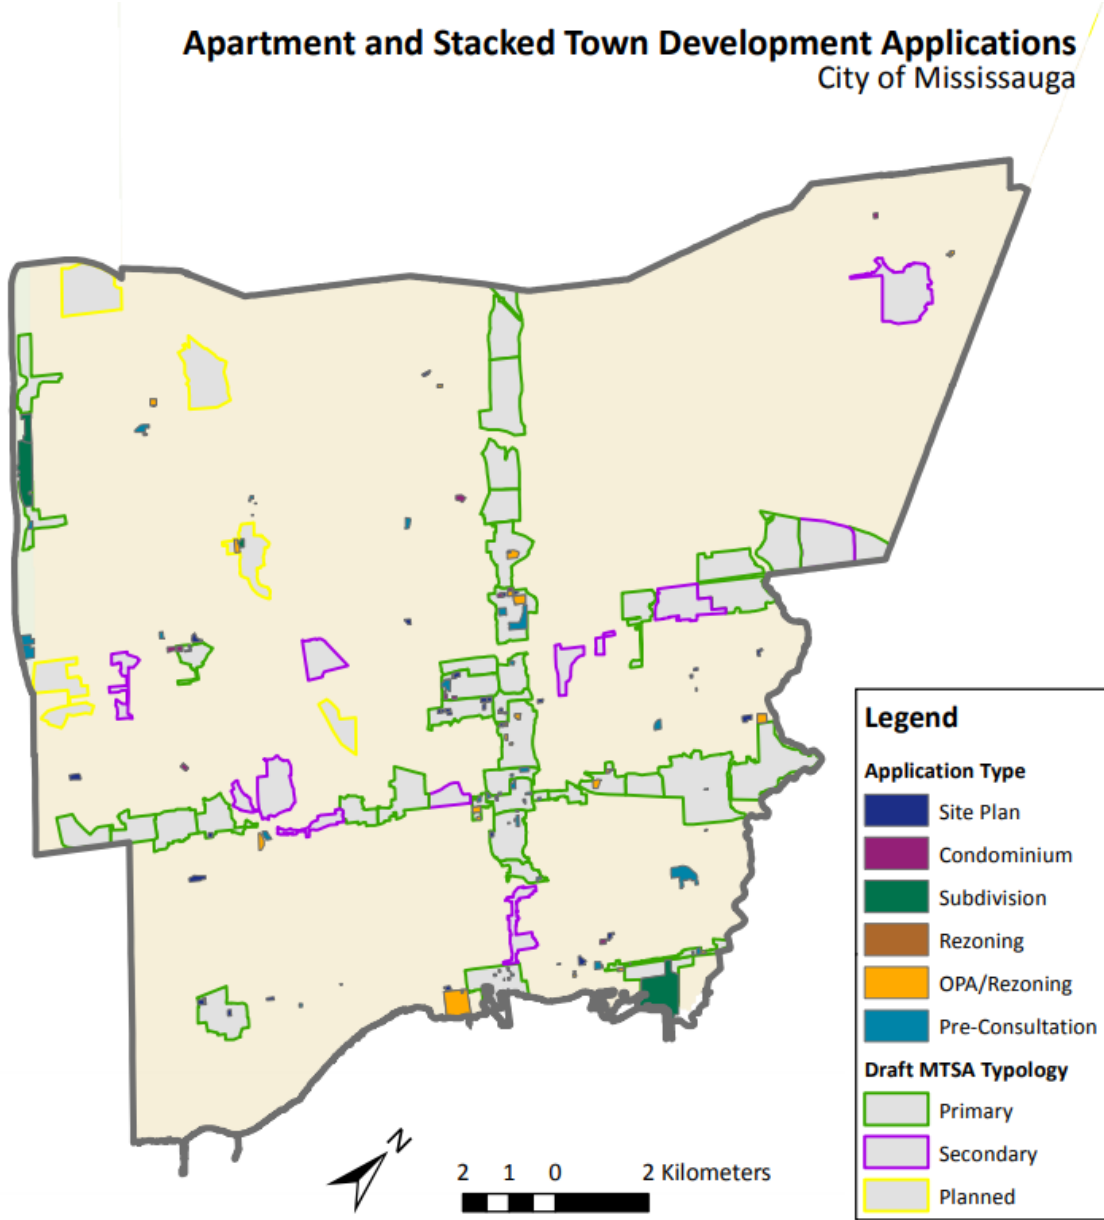 Apartment and Stacked Town Development Applications
City of Mississauga
Legend
Application Type
Site Plan
Condominium
Subdivision
Rezoning
OPA/Rezoning
Pre-Consultation
Draft MTSA Typology
Primary
Secondary
Planned
N
2 1 0 2 Kilometers